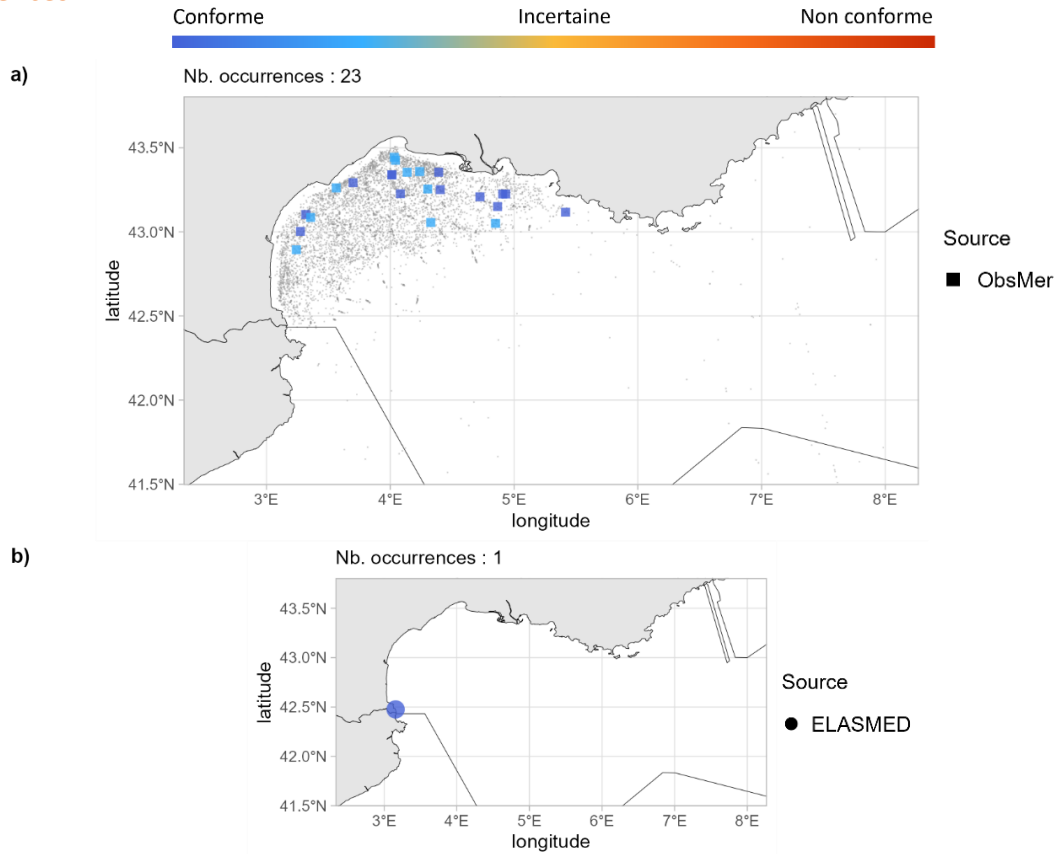 Conforme Incertaine Non conforme
a)
Nb. occurrences : 23
43.5°N
43.0°N
42.5°N
42.0°N
41.5°N
latitude
3°E 4°E 5°E 6°E 7°E 8°E
longitude
Source
ObsMer
b)
Nb. occurrences : 1
43.5°N
43.0°N
42.5°N
42.0°N
41.5°N
latitude
3°E 4°E 5°E 6°E 7°E 8°E
longitude
Source
ELASMED